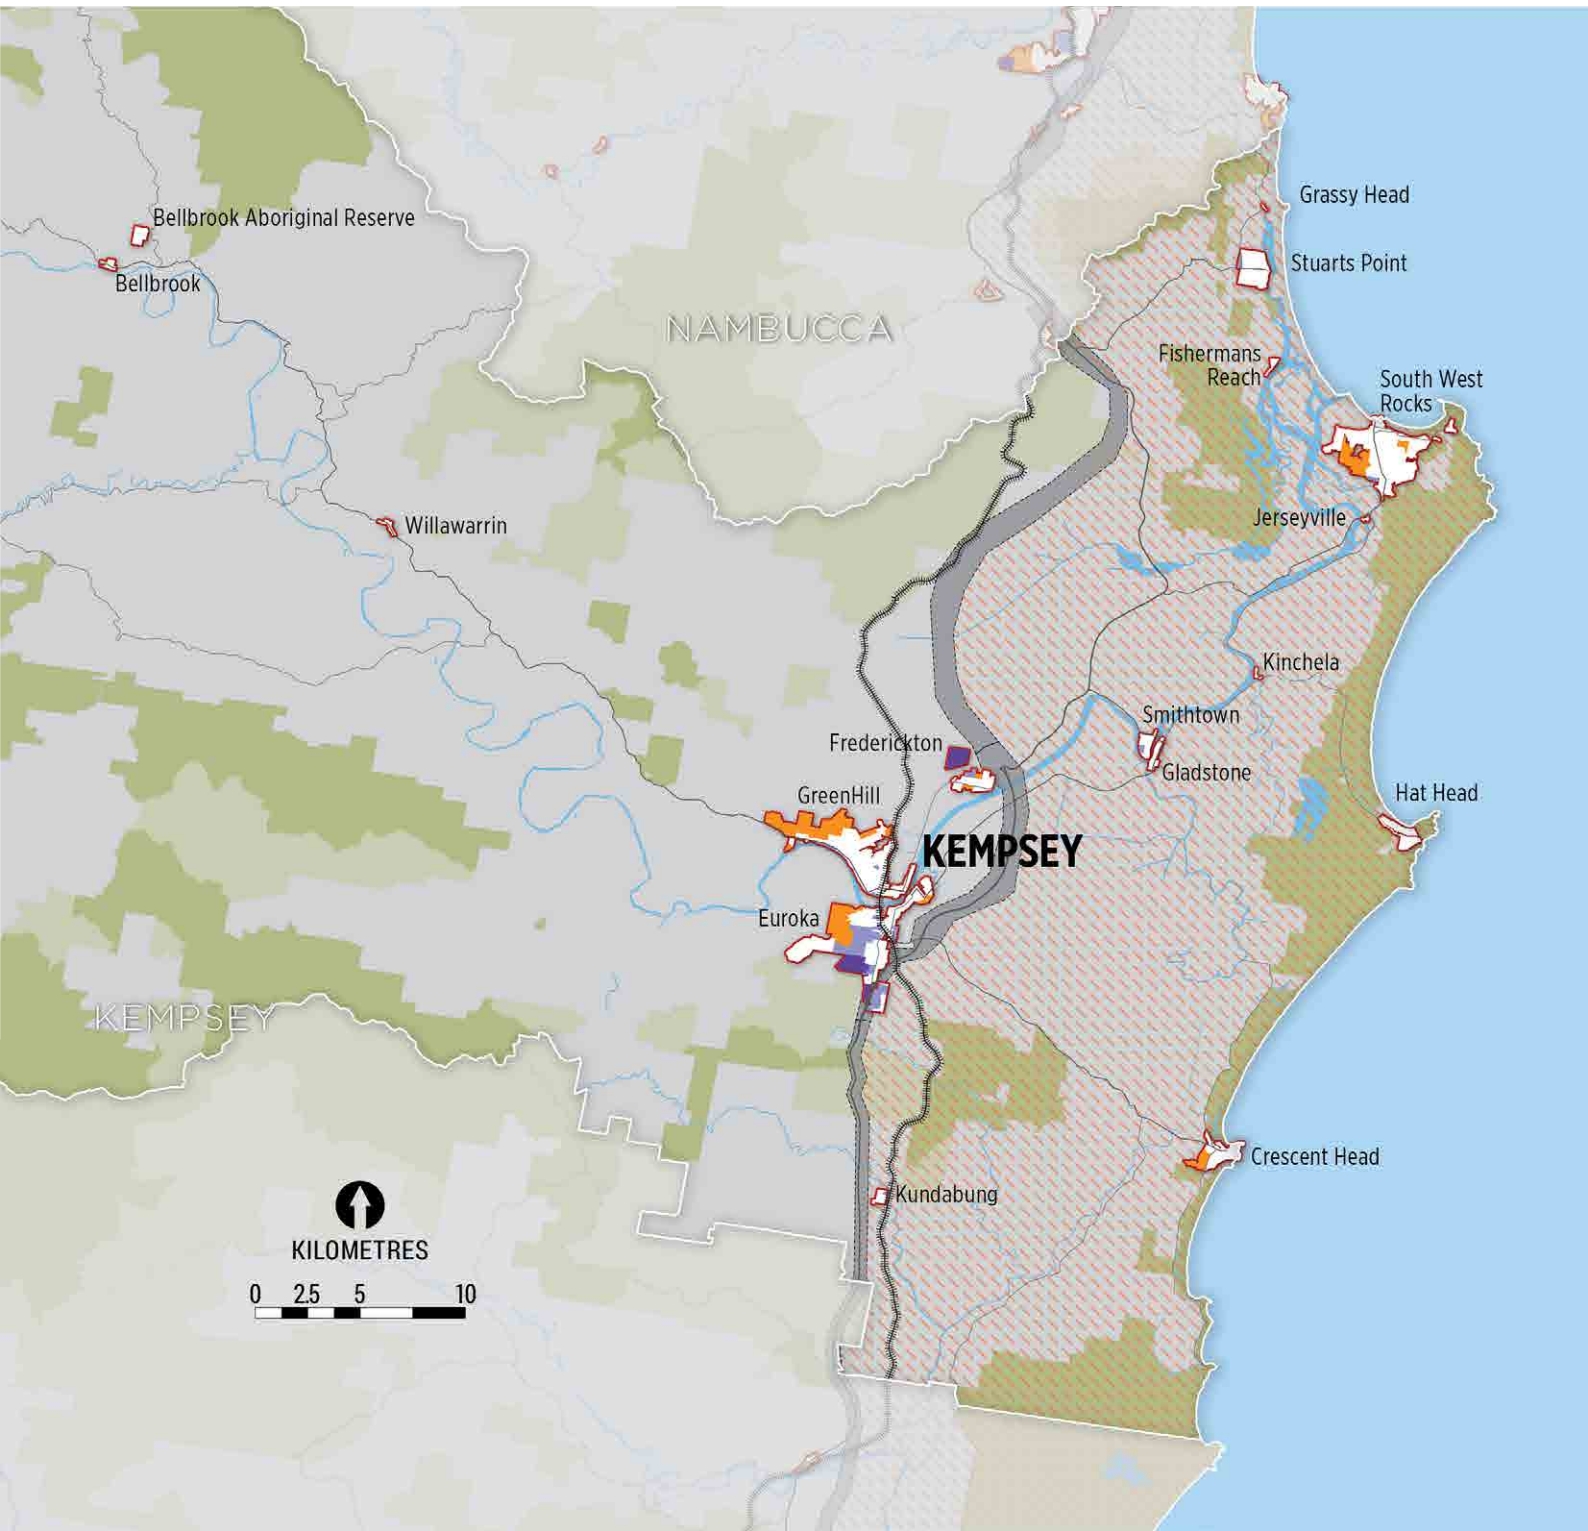 Grassy Head
Bellbrook Aboriginal Reserve
Stuarts Point
Bellbrook
NAMBUCCA
Fishermans
Reach
South West
Rocks
Jerseyville
Willawarrin
Kinchela
Smithtown
Frederickton
Gladstone
GreenHill
Hat Head
KEMPSEY
Euroka
KEMPSEY
Crescent Head
Kundabung
KILOMETRES
0 2.5 5 10